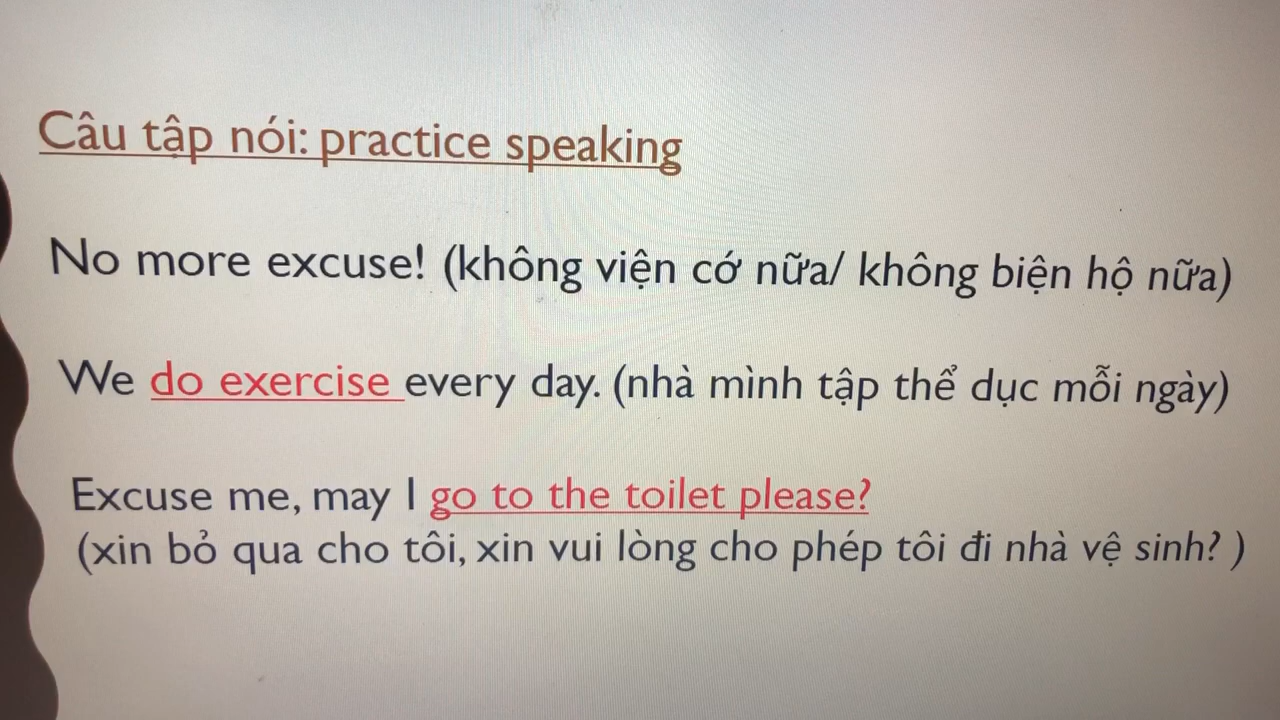 Câu tập nói: practice speaking
No more excuse! (không viện cớ nữa/ không biện hộ nữa)
We do exercise every day. (nhà mình tập thể dục mỗi ngày)
Excuse me, may I go to the toilet please?
(xin bỏ qua cho tôi, xin vui lòng cho phép tôi đi nhà vệ sinh? )